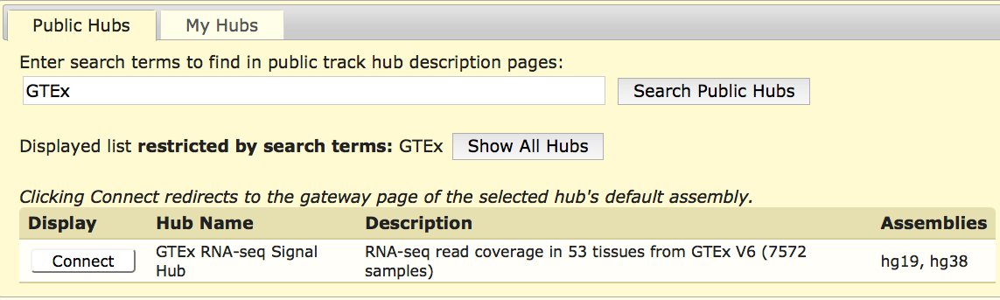 Public Hubs My Hubs
Enter search terms to find in public track hub description pages:
GTEx Search Public Hubs
Displayed list restricted by search terms: GTEx Show All Hubs
Clicking Connect redirects to the gateway page of the selected hub's default assembly.
Display Hub Name Description Assemblies
Connect GTEx RNA-seq Signal Hub RNA-seq read coverage in 53 tissues from GTEx V6 (7572 samples) hg19, hg38